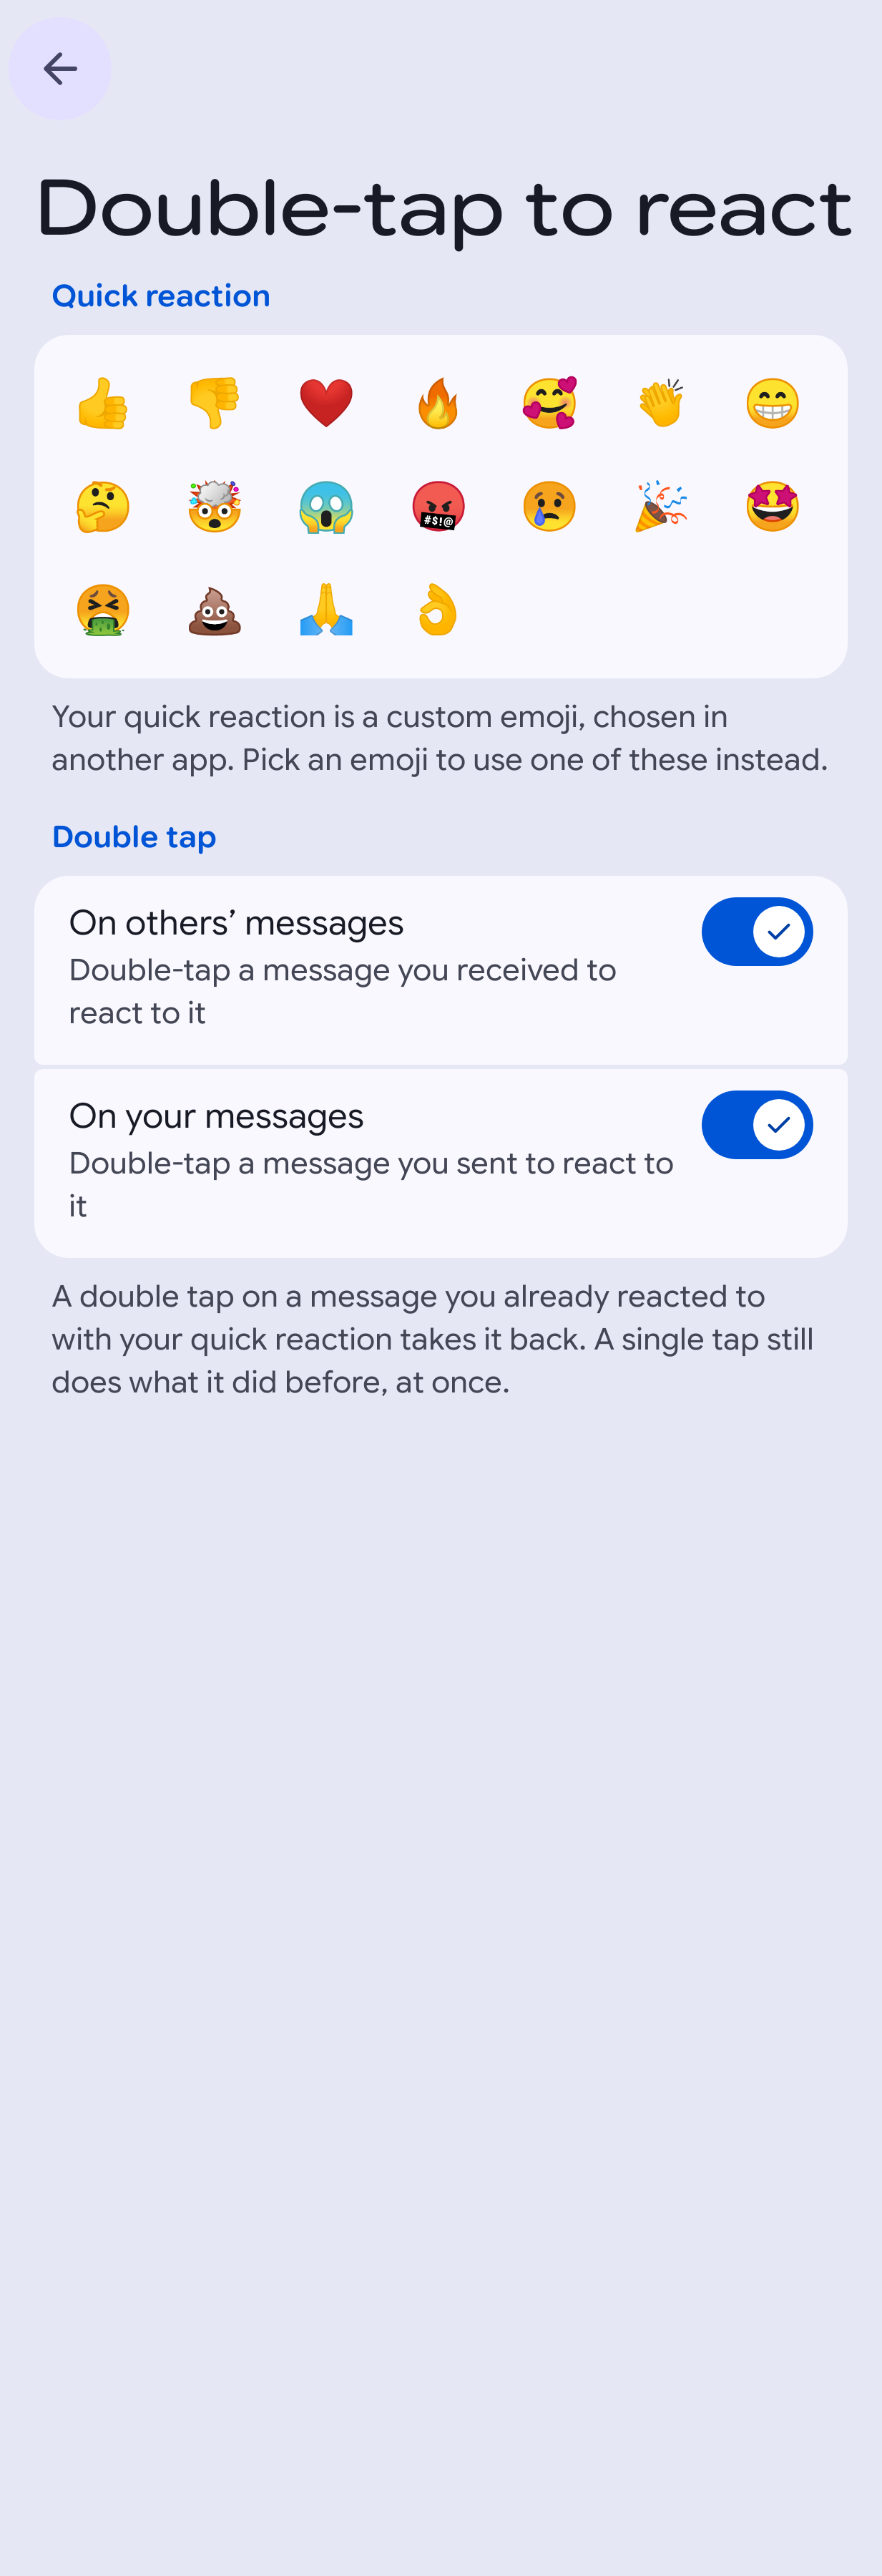 Double-tap to react
Quick reaction
#$!@
Your quick reaction is a custom emoji, chosen in
another app. Pick an emoji to use one of these instead.
Double tap
On others’ messages
Double-tap a message you received to
react to it
On your messages
Double-tap a message you sent to react to
it
A double tap on a message you already reacted to
with your quick reaction takes it back. A single tap still
does what it did before, at once.